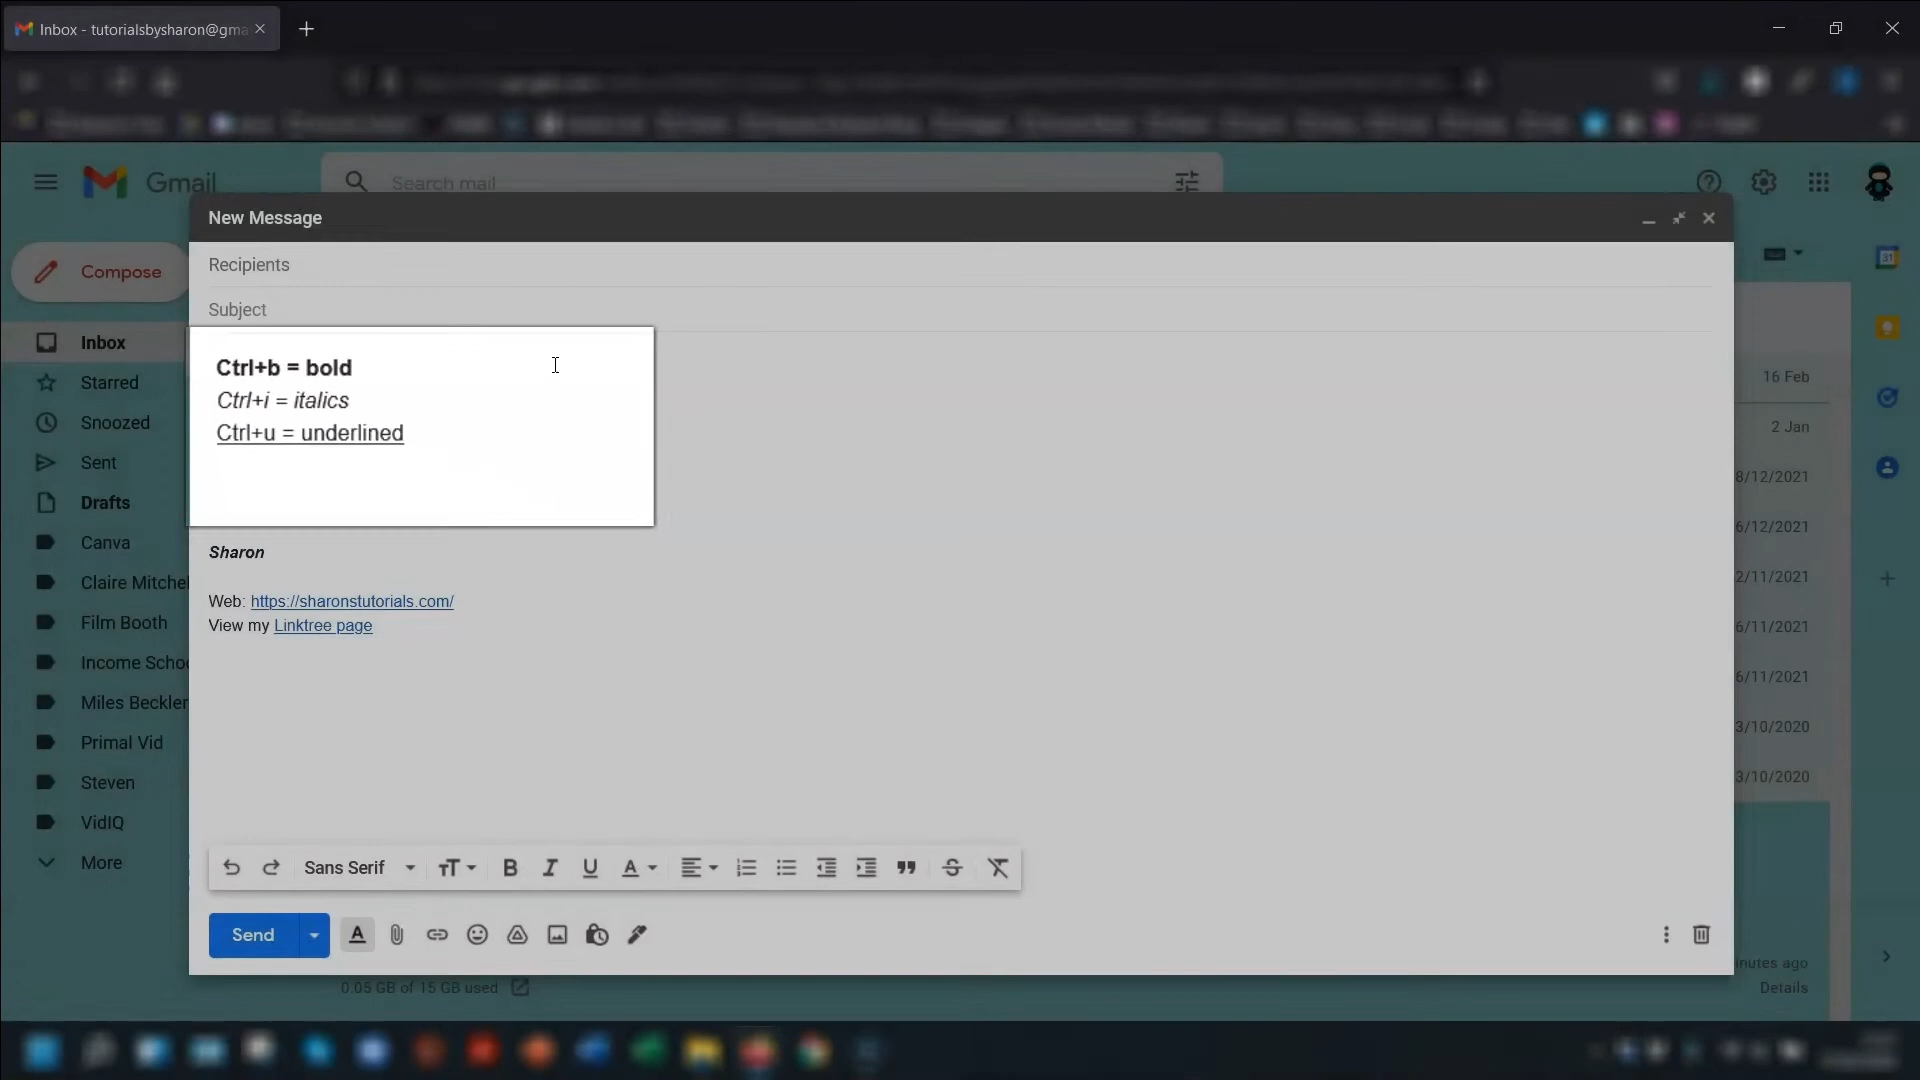 Inbox - tutorialsbysharon@gma
Gmail
Search mail
New Message
Compose
Recipients
Subject
Inbox
Starred
Snoozed
Sent
Drafts
Canva
Claire Mitchel
Film Booth
Income Schoo
Miles Beckler
Primal Vid
Steven
VidIQ
More
Ctrl+b = bold
Ctrl+i = italics
Ctrl+u = underlined
Sharon
Web: https://sharonstutorials.com/
View my Linktree page
Sans Serif
Send
31
16 Feb
2 Jan
8/12/2021
6/12/2021
2/11/2021
6/11/2021
6/11/2021
3/10/2020
3/10/2020
0.05 GB of 15 GB used
inutes ago
Details